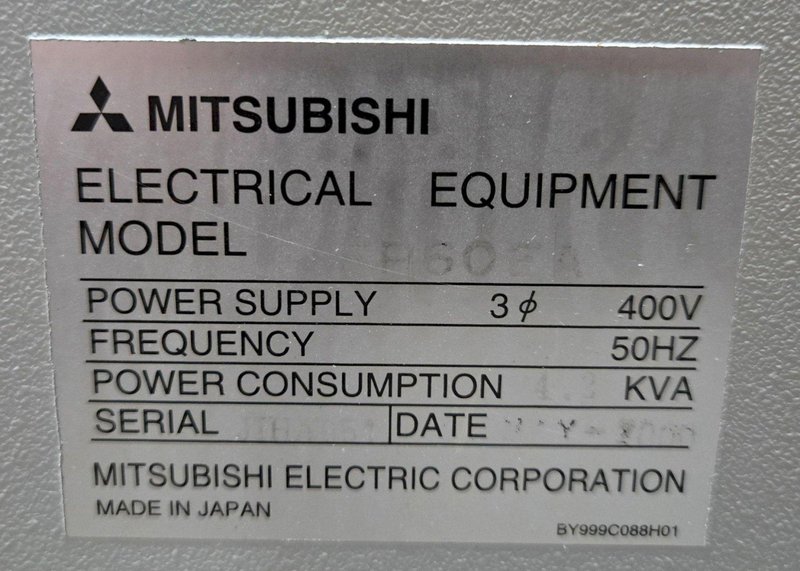 MITSUBISHI
ELECTRICAL EQUIPMENT
MODEL
POWER SUPPLY 3ϕ 400V
FREQUENCY 50HZ
POWER CONSUMPTION KVA
SERIAL DATE
MITSUBISHI ELECTRIC CORPORATION
MADE IN JAPAN
BY999C088H01